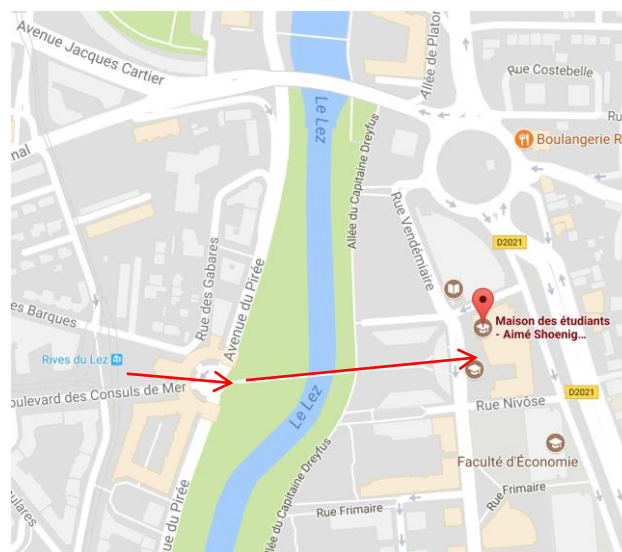 Avenue Jacques Cartier
Allée de Platon
Rue Costebelle
Le Lez
Boulangerie R
nal
Allée du Capitaine Dreyfus
Rue Vendémiaire
D2021
Rue des Gabares
Avenue du Pirée
es Barques
Maison des étudiants
- Aimé Shoenig...
Rives du Lez
oulevard des Consuls de Mer
D2021
Le Lez
Rue Nivôse
Faculté d'Économie
Allée du Capitaine Dreyfus
ue du Pirée
Rue Frimaire
Rue Frimaire
ulares